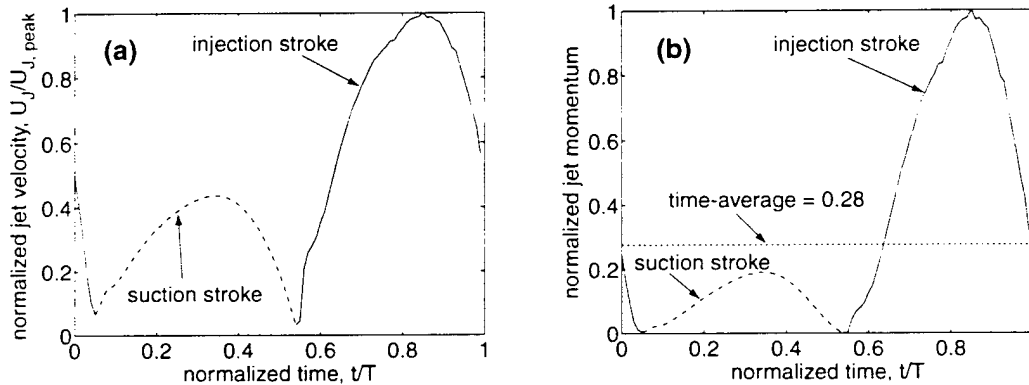 (a)
injection stroke
suction stroke
normalized jet velocity, U_J/U_J, peak
1
0.8
0.6
0.4
0.2
0
0 0.2 0.4 0.6 0.8 1
normalized time, t/T
(b)
injection stroke
time-average = 0.28
suction stroke
normalized jet momentum
1
0.8
0.6
0.4
0.2
0
0 0.2 0.4 0.6 0.8
normalized time, t/T